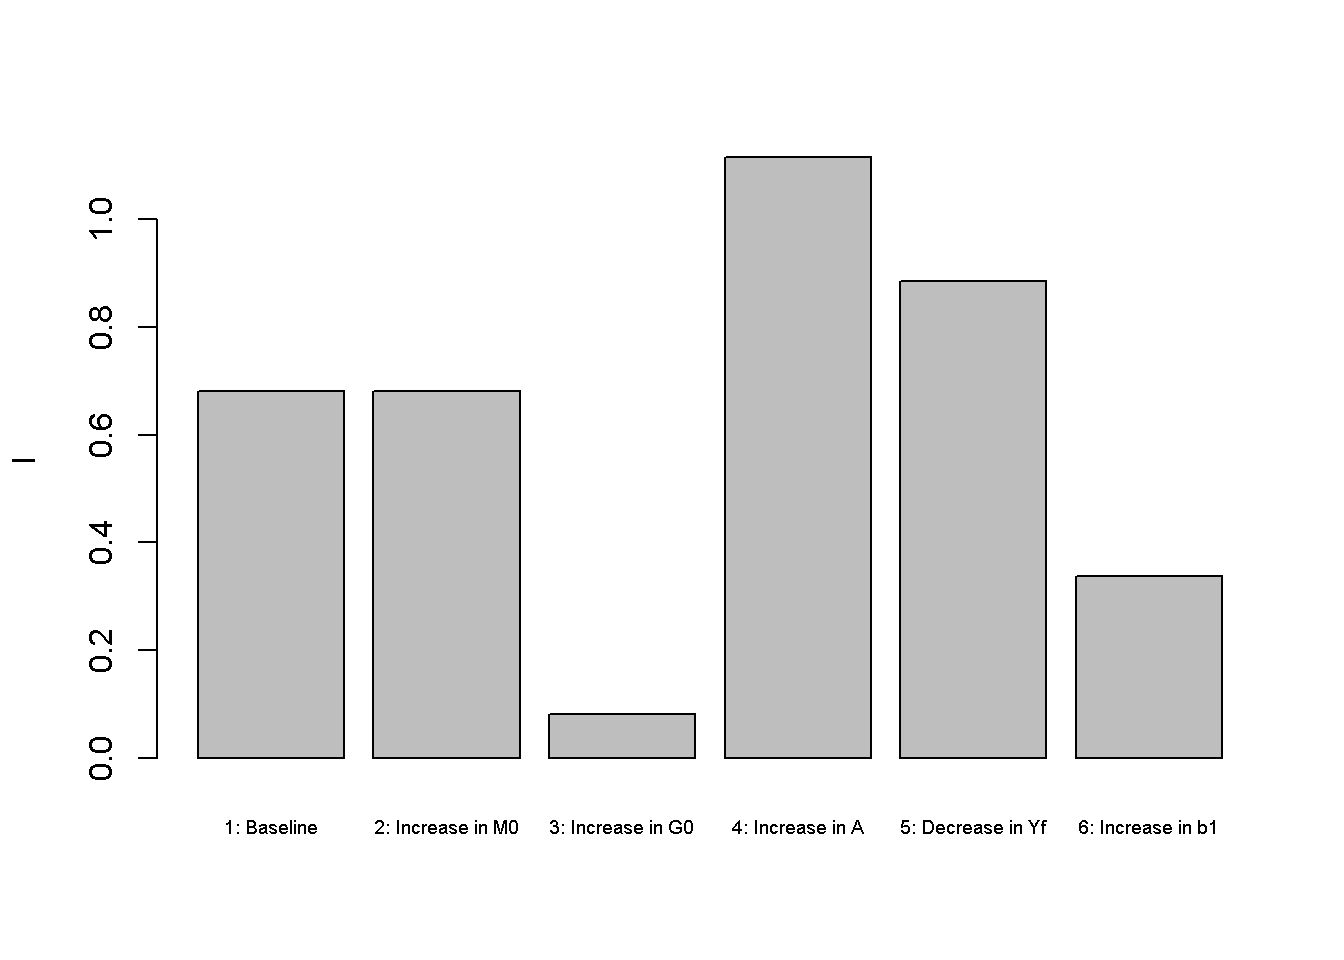 I
1.0
0.8
0.6
0.4
0.2
0.0
1: Baseline
2: Increase in M0
3: Increase in G0
4: Increase in A
5: Decrease in Yf
6: Increase in b1